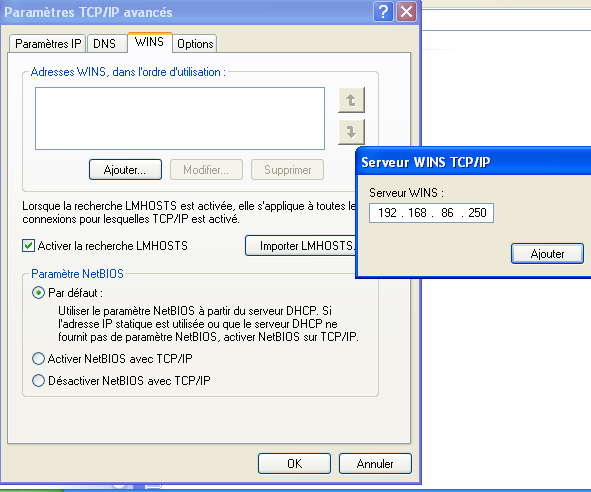 Paramètres TCP/IP avancés
Paramètres IP
DNS
WINS
Options
Adresses WINS, dans l'ordre d'utilisation :
Ajouter...
Modifier...
Supprimer
Lorsque la recherche LMHOSTS est activée, elle s'applique à toutes le
connexions pour lesquelles TCP/IP est activé.
Activer la recherche LMHOSTS
Importer LMHOSTS.
Paramètre NetBIOS
Par défaut :
Utiliser le paramètre NetBIOS à partir du serveur DHCP. Si
l'adresse IP statique est utilisée ou que le serveur DHCP ne
fournit pas de paramètre NetBIOS, activer NetBIOS sur TCP/IP.
Activer NetBIOS avec TCP/IP
Désactiver NetBIOS avec TCP/IP
OK
Annuler
Serveur WINS TCP/IP
Serveur WINS :
192 . 168 . 86 . 250
Ajouter